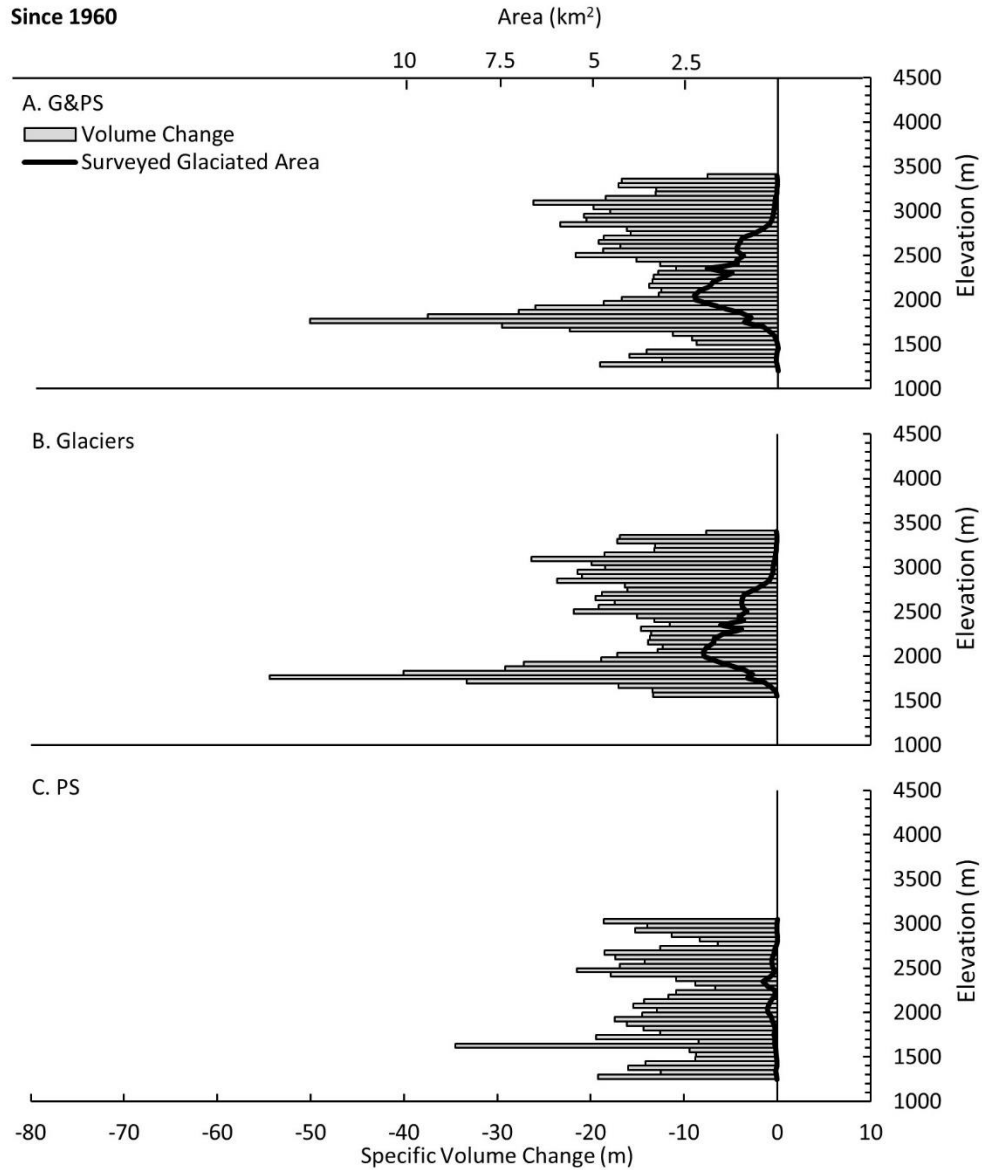 Since 1960
Area (km²)
10 7.5 5 2.5
A. G&PS
Volume Change
Surveyed Glaciated Area
4500
4000
3500
3000
2500
2000
1500
1000
Elevation (m)
B. Glaciers
4500
4000
3500
3000
2500
2000
1500
1000
Elevation (m)
C. PS
4500
4000
3500
3000
2500
2000
1500
1000
Elevation (m)
-80 -70 -60 -50 -40 -30 -20 -10 0 10
Specific Volume Change (m)